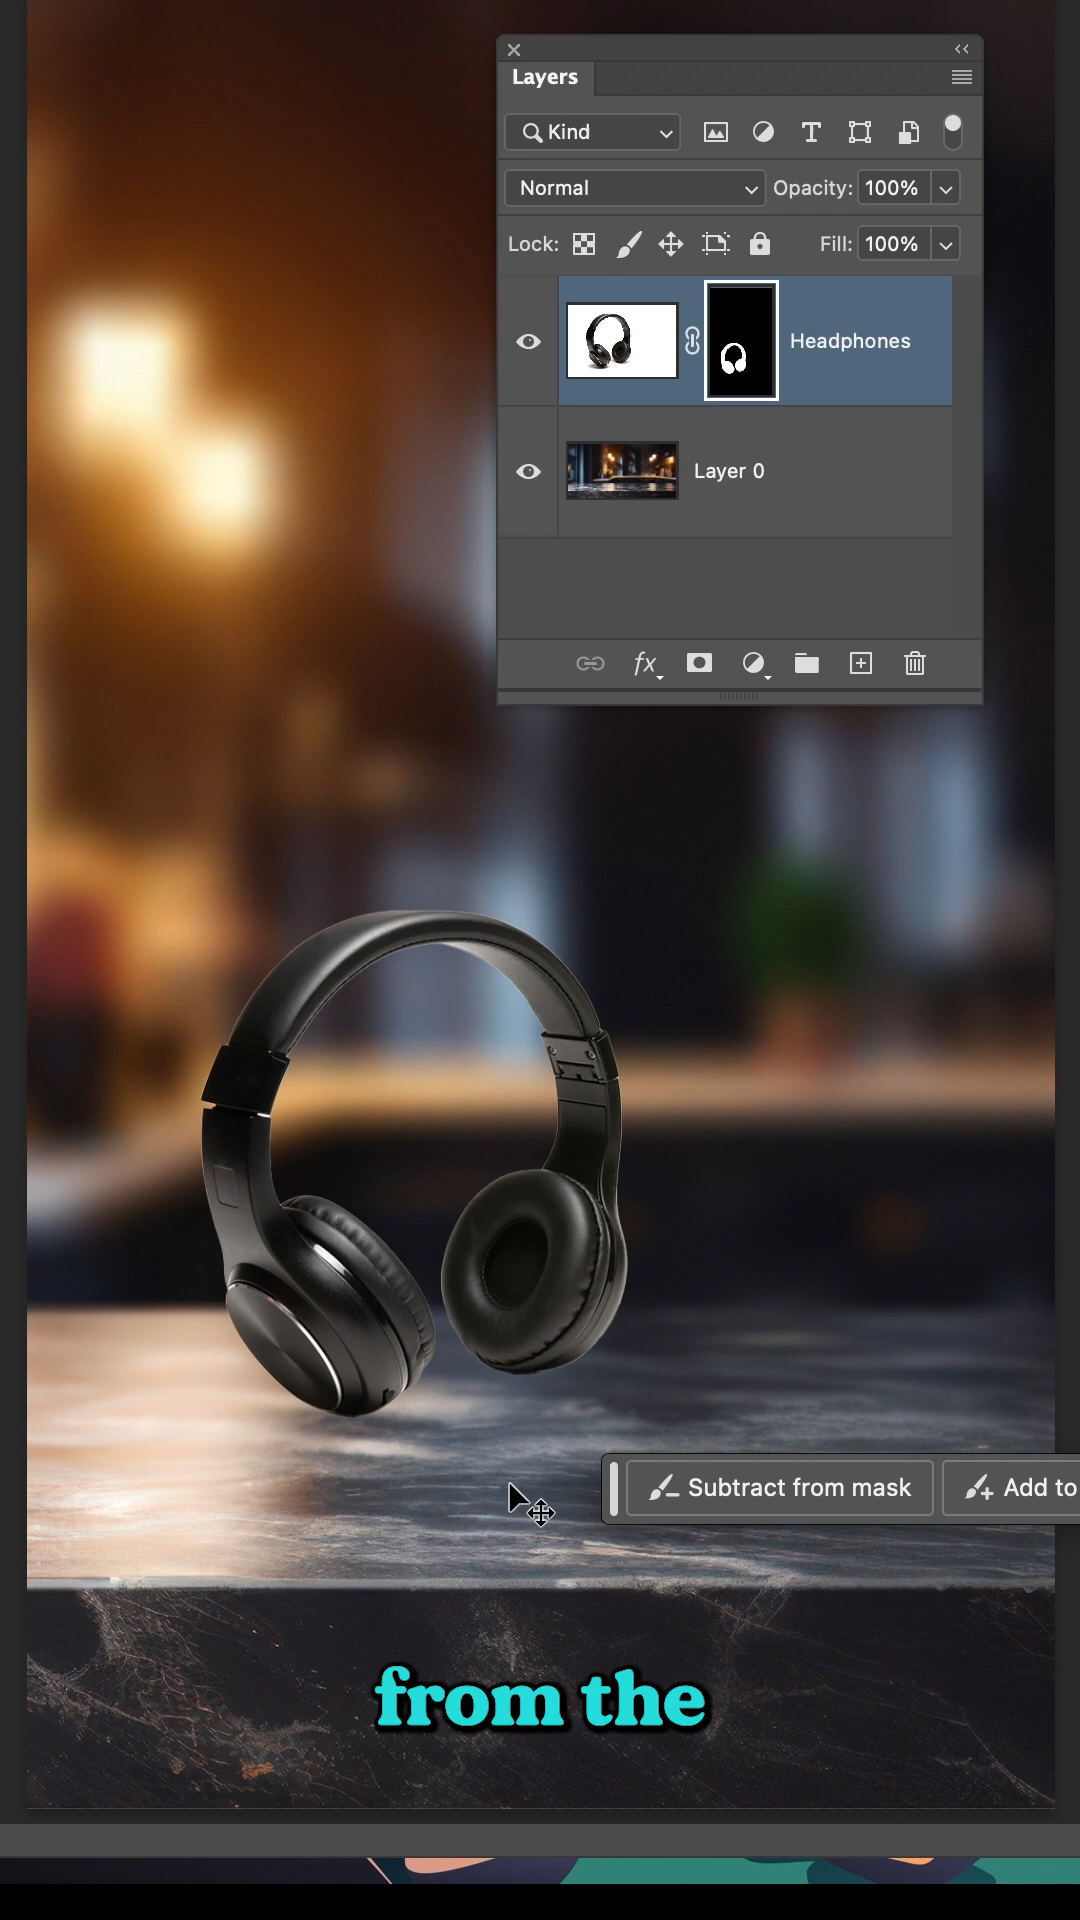 Layers
Kind
Normal Opacity: 100%
Lock: Fill: 100%
Headphones
Layer 0
fx
Subtract from mask Add to
from the